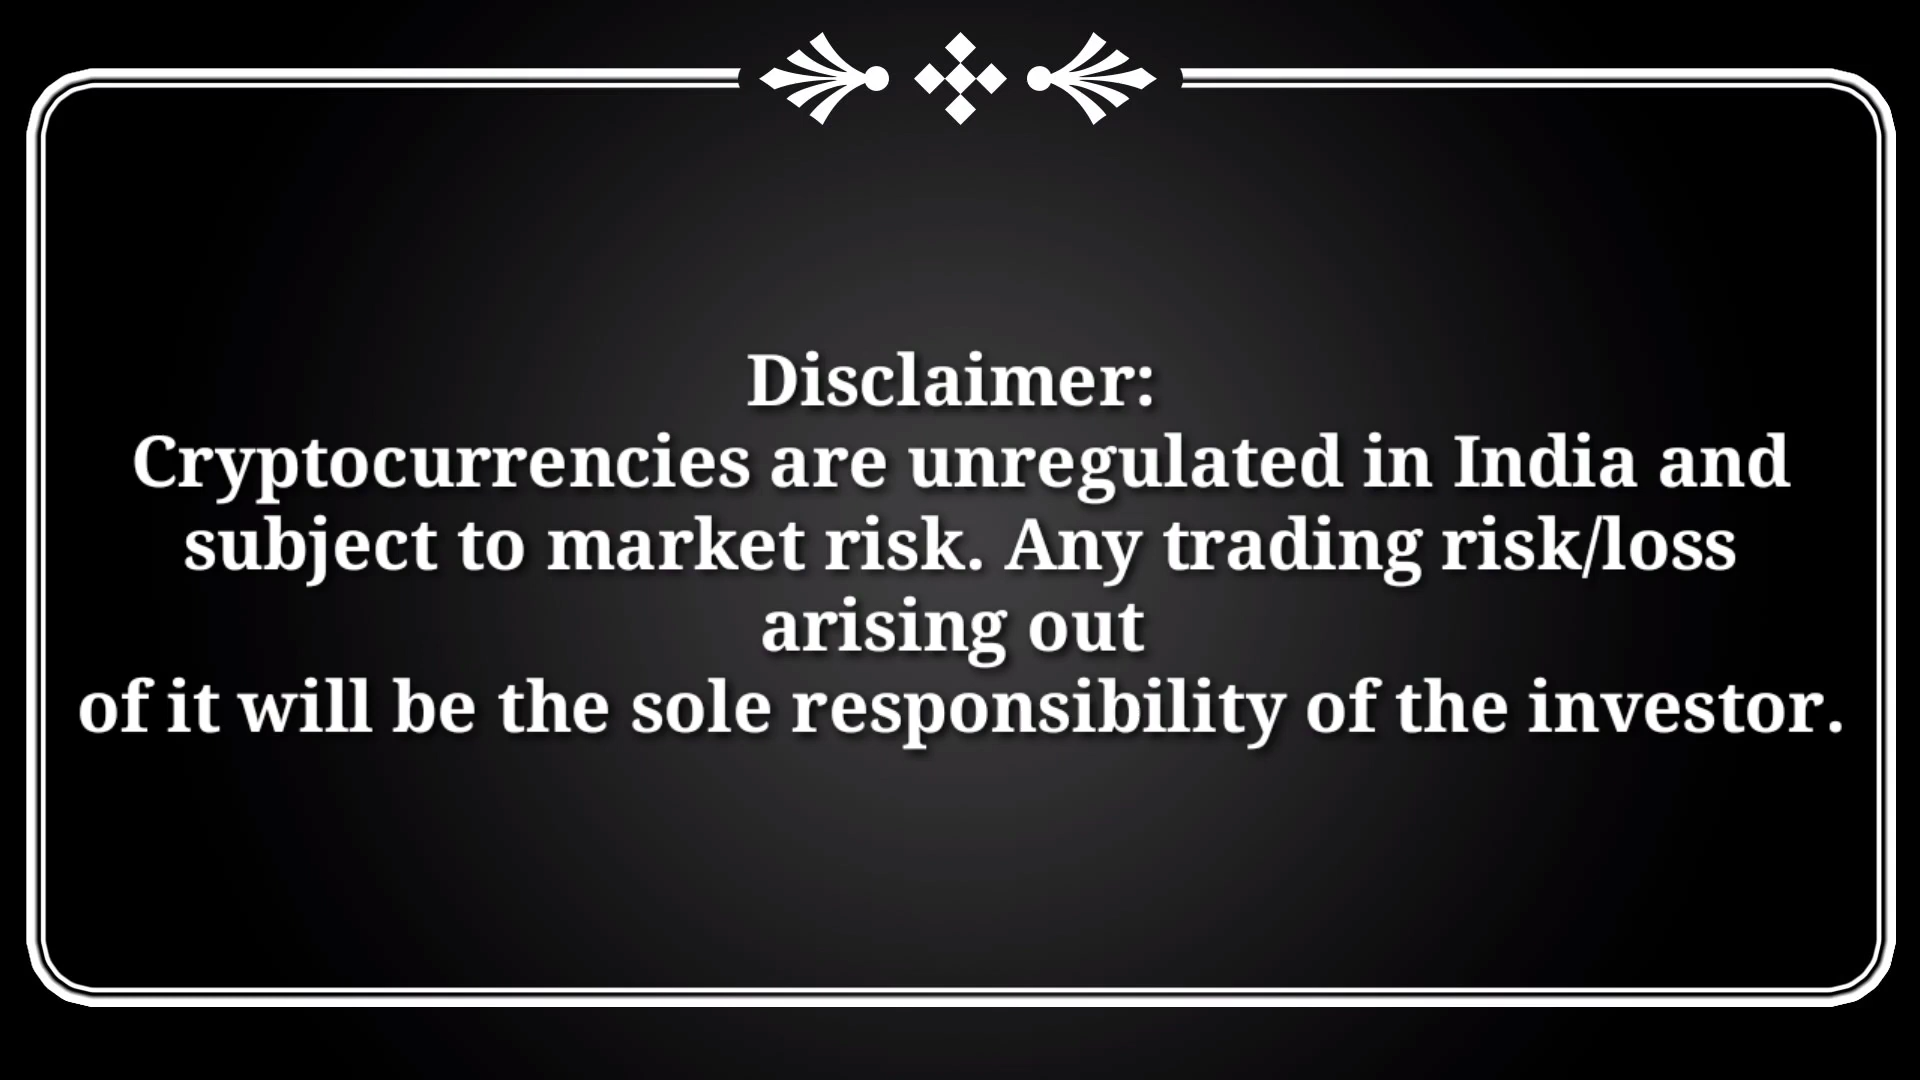 Disclaimer:
Cryptocurrencies are unregulated in India and
subject to market risk. Any trading risk/loss
arising out
of it will be the sole responsibility of the investor.